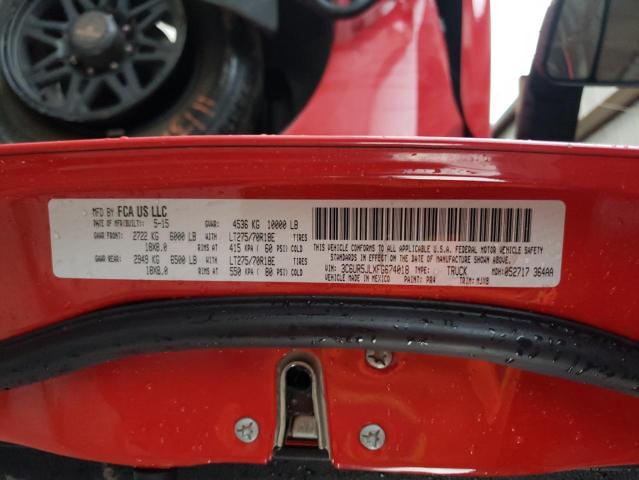 MFD BY FCA US LLC
DATE OF MFR(BUILT): 5-15 GVWR: 4536 KG 10000 LB
GAWR FRONT: 2722 KG 6000 LB WITH LT275/70R18E TIRES
18X8.0 RIMS AT 415 KPA ( 60 PSI) COLD
GAWR REAR: 2949 KG 6500 LB WITH LT275/70R18E TIRES
18X8.0 RIMS AT 550 KPA ( 80 PSI) COLD
THIS VEHICLE CONFORMS TO ALL APPLICABLE U.S.A. FEDERAL MOTOR VEHICLE SAFETY
STANDARDS IN EFFECT ON THE DATE OF MANUFACTURE SHOWN ABOVE.
VIN: 3C6UR5JLXFG674018 TYPE: TRUCK MDH: 052717 364AA
VEHICLE MADE IN MEXICO PAINT: PR4 TRIM: MJX8